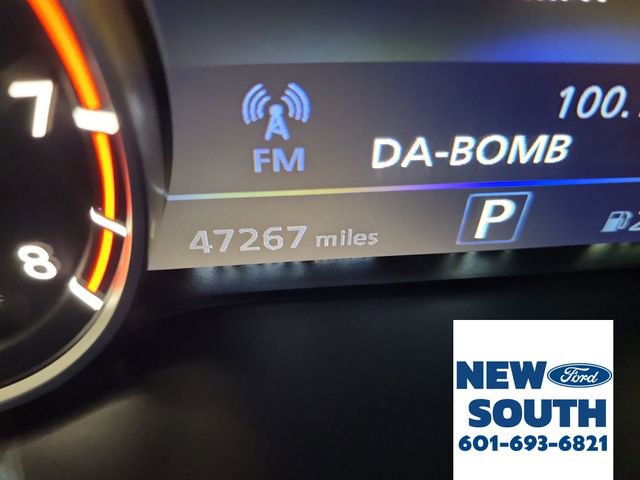 7
8
FM
100.
DA-BOMB
47267 miles
P
NEW Ford
SOUTH
601-693-6821